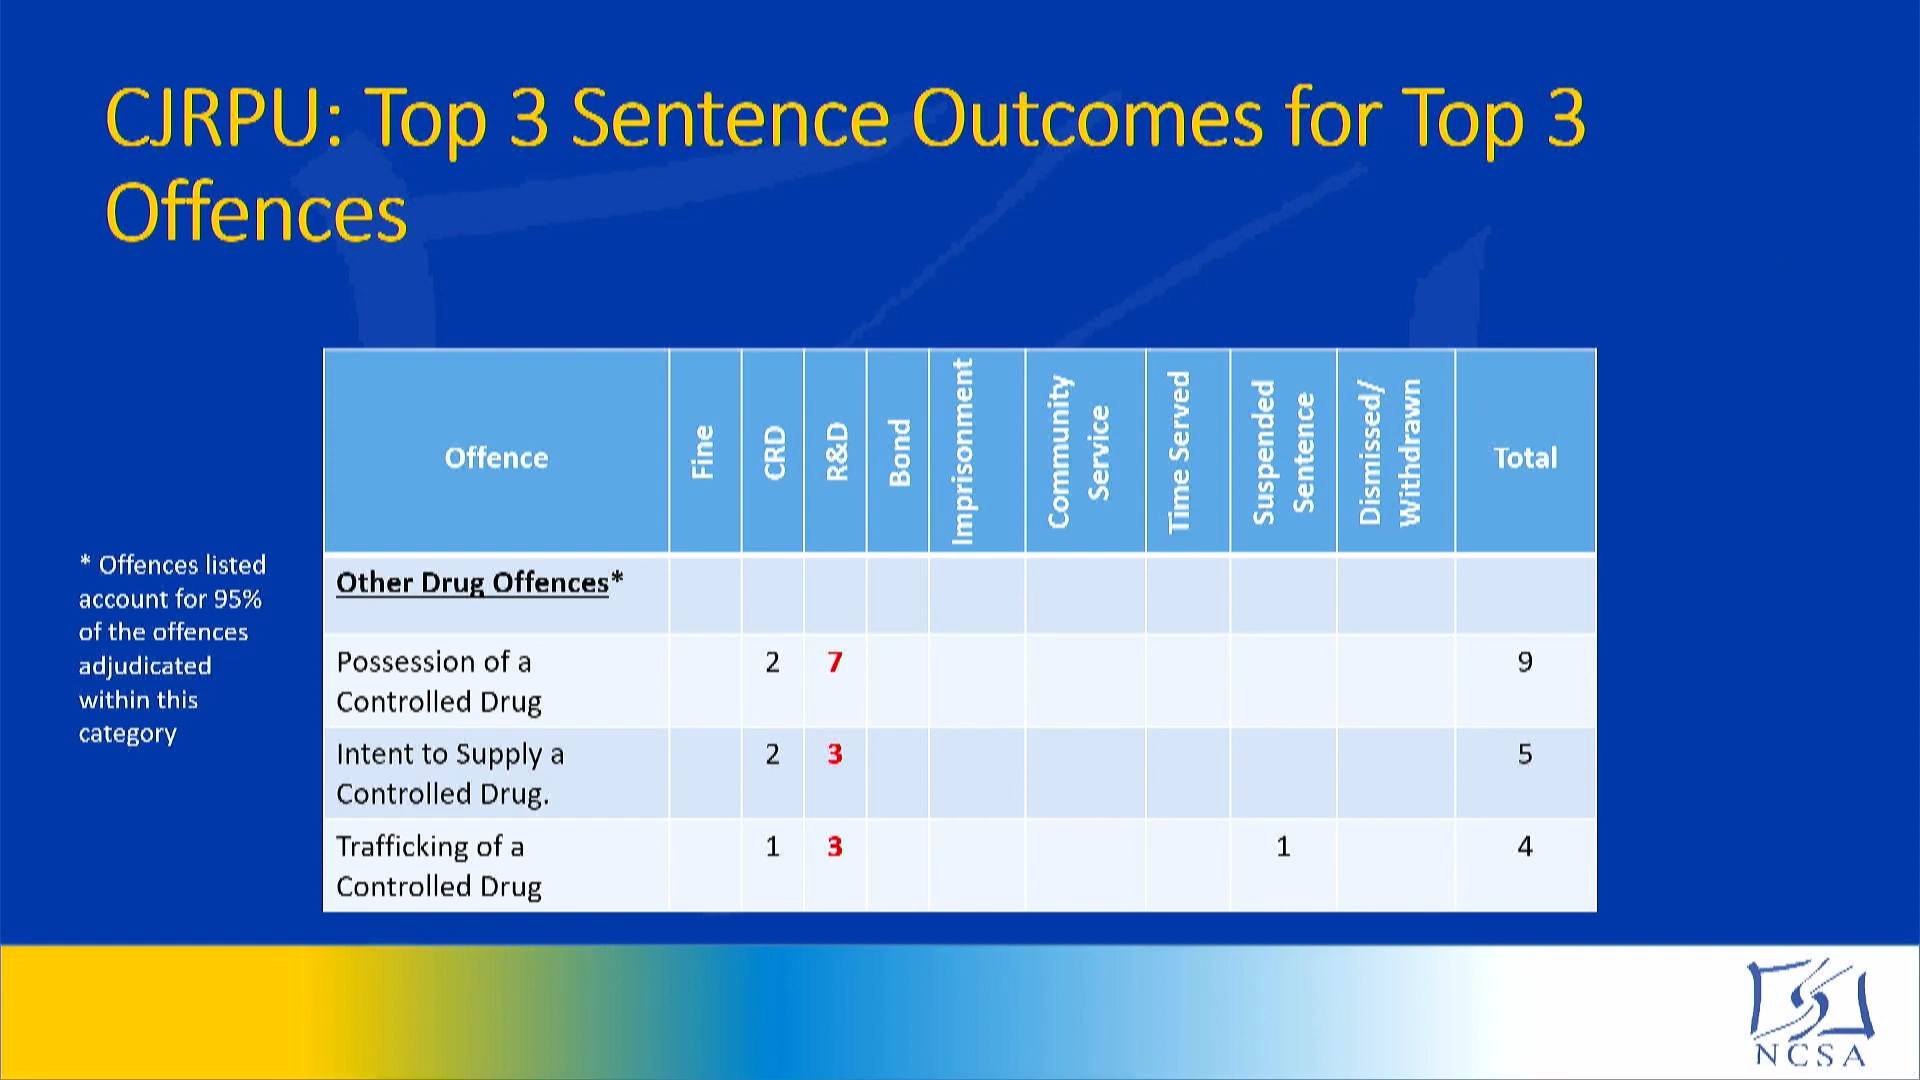 CJRPU: Top 3 Sentence Outcomes for Top 3
Offences
* Offences listed
account for 95%
of the offences
adjudicated
within this
category
Offence Fine CRD R&D Bond Imprisonment Community Service Time Served Suspended Sentence Dismissed/ Withdrawn Total
Other Drug Offences*
Possession of a
Controlled Drug
2 7 9
Intent to Supply a
Controlled Drug.
2 3 5
Trafficking of a
Controlled Drug
1 3 1 4
NCSA